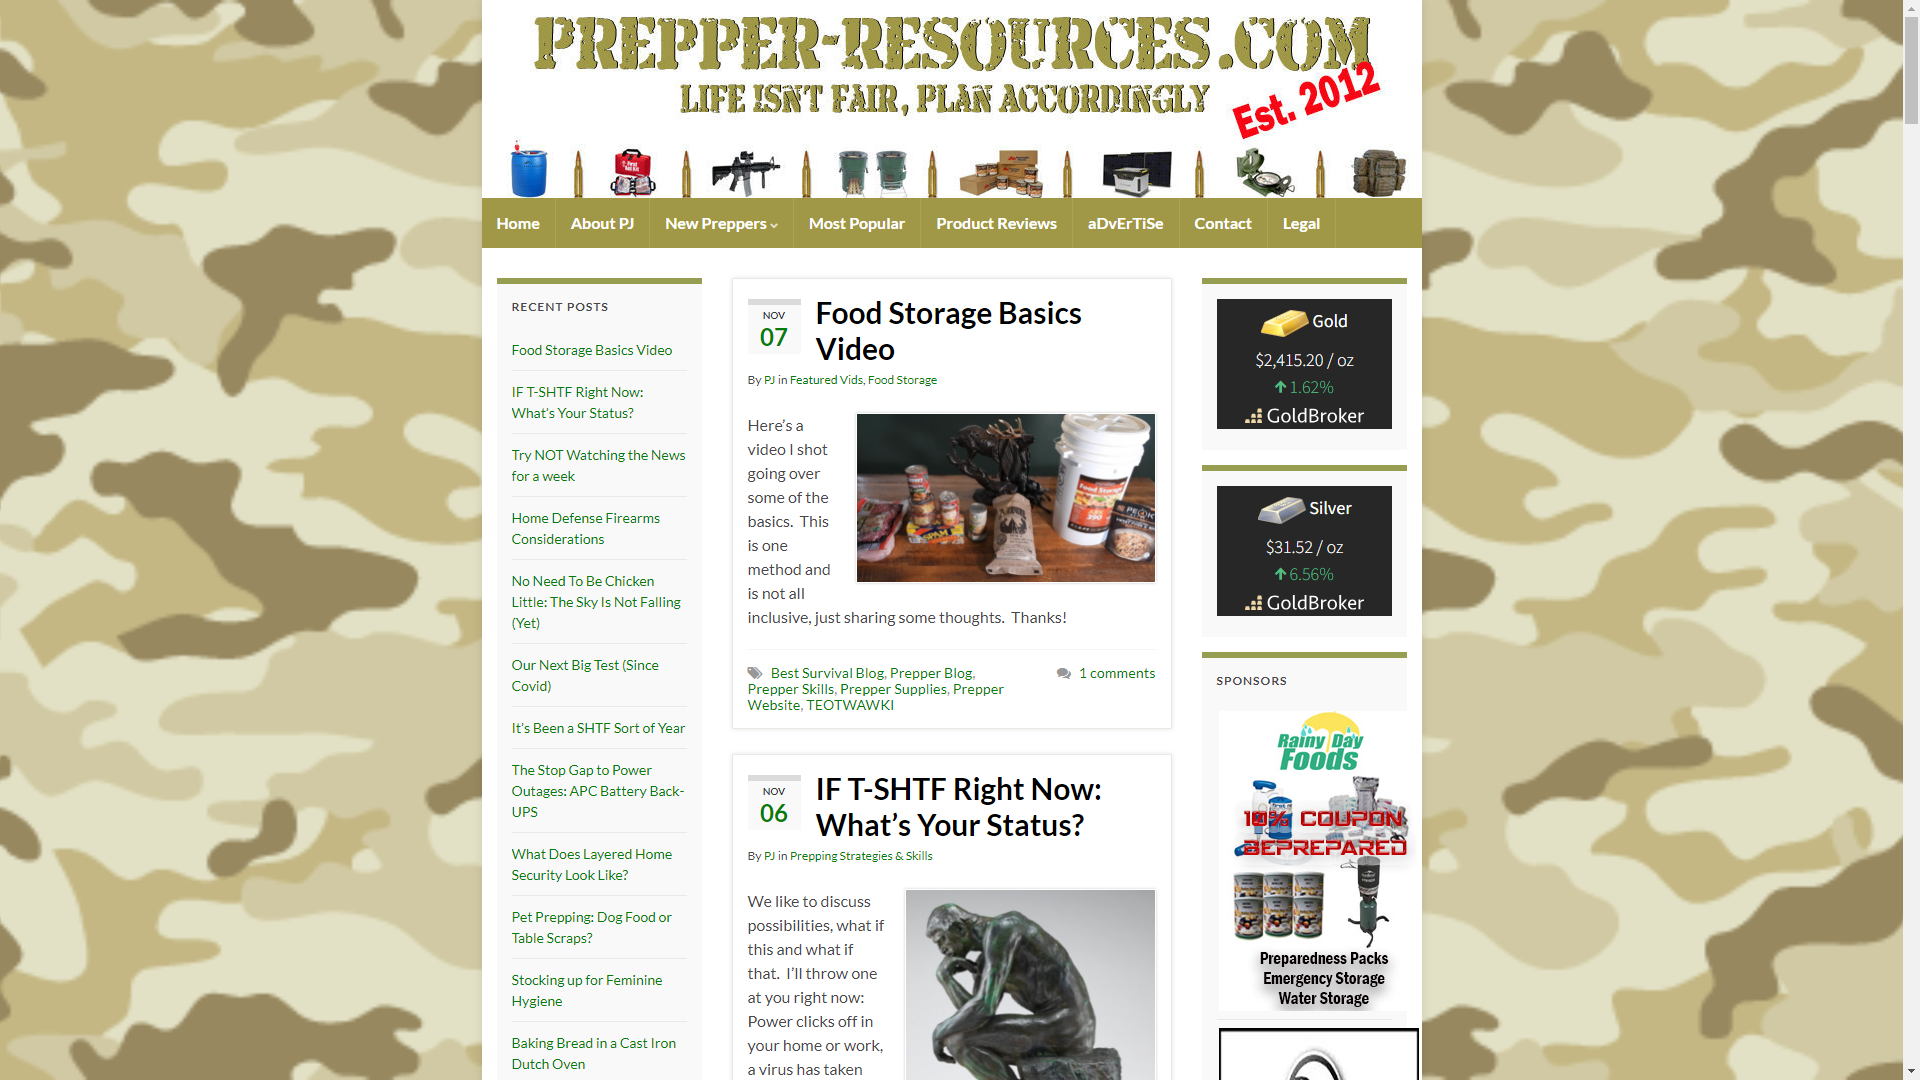 PREPPER-RESOURCES.COM
LIFE ISNT FAIR, PLAN ACCORDINGLY
Est. 2012
Home
About PJ
New Preppers
Most Popular
Product Reviews
aDvErTiSe
Contact
Legal
RECENT POSTS
Food Storage Basics Video
IF T-SHTF Right Now:
What's Your Status?
Try NOT Watching the News
for a week
Home Defense Firearms
Considerations
No Need To Be Chicken
Little: The Sky Is Not Falling
(Yet)
Our Next Big Test (Since
Covid)
It's Been a SHTF Sort of Year
The Stop Gap to Power
Outages: APC Battery Back-
UPS
What Does Layered Home
Security Look Like?
Pet Prepping: Dog Food or
Table Scraps?
Stocking up for Feminine
Hygiene
Baking Bread in a Cast Iron
Dutch Oven
NOV
07
Food Storage Basics
Video
By PJ in Featured Vids, Food Storage
Here's a
video I shot
going over
some of the
basics. This
is one
method and
is not all
inclusive, just sharing some thoughts. Thanks!
Food Storage
SPAM
PEAK
Best Survival Blog, Prepper Blog,
Prepper Skills, Prepper Supplies, Prepper
Website, TEOTWAWKI
1 comments
NOV
06
IF T-SHTF Right Now:
What's Your Status?
By PJ in Prepping Strategies & Skills
We like to discuss
possibilities, what if
this and what if
that. I'll throw one
at you right now:
Power clicks off in
your home or work,
a virus has taken
Gold
$2,415.20 / oz
1.62%
GoldBroker
Silver
$31.52 / oz
6.56%
GoldBroker
SPONSORS
Rainy Day
Foods
10% COUPON
BEPREPARED
Preparedness Packs
Emergency Storage
Water Storage